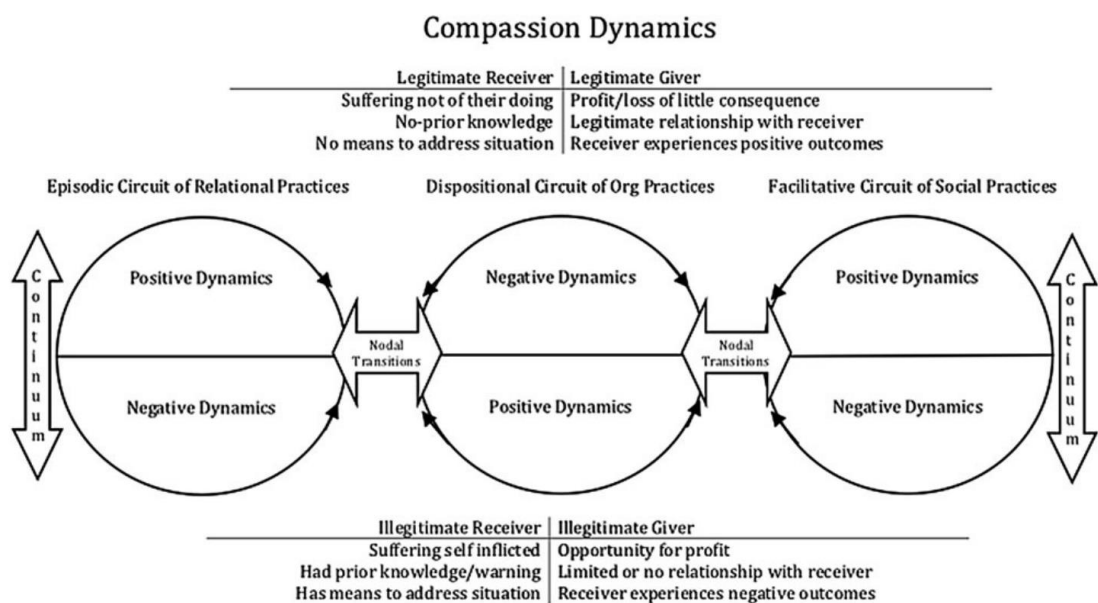 Compassion Dynamics
Legitimate Receiver Legitimate Giver
Suffering not of their doing Profit/loss of little consequence
No-prior knowledge Legitimate relationship with receiver
No means to address situation Receiver experiences positive outcomes
Episodic Circuit of Relational Practices Dispositional Circuit of Org Practices Facilitative Circuit of Social Practices
Continuum
Positive Dynamics Negative Dynamics Positive Dynamics
Nodal Nodal
Transitions Transitions
Negative Dynamics Positive Dynamics Negative Dynamics
Continuum
Illegitimate Receiver Illegitimate Giver
Suffering self inflicted Opportunity for profit
Had prior knowledge/warning Limited or no relationship with receiver
Has means to address situation Receiver experiences negative outcomes